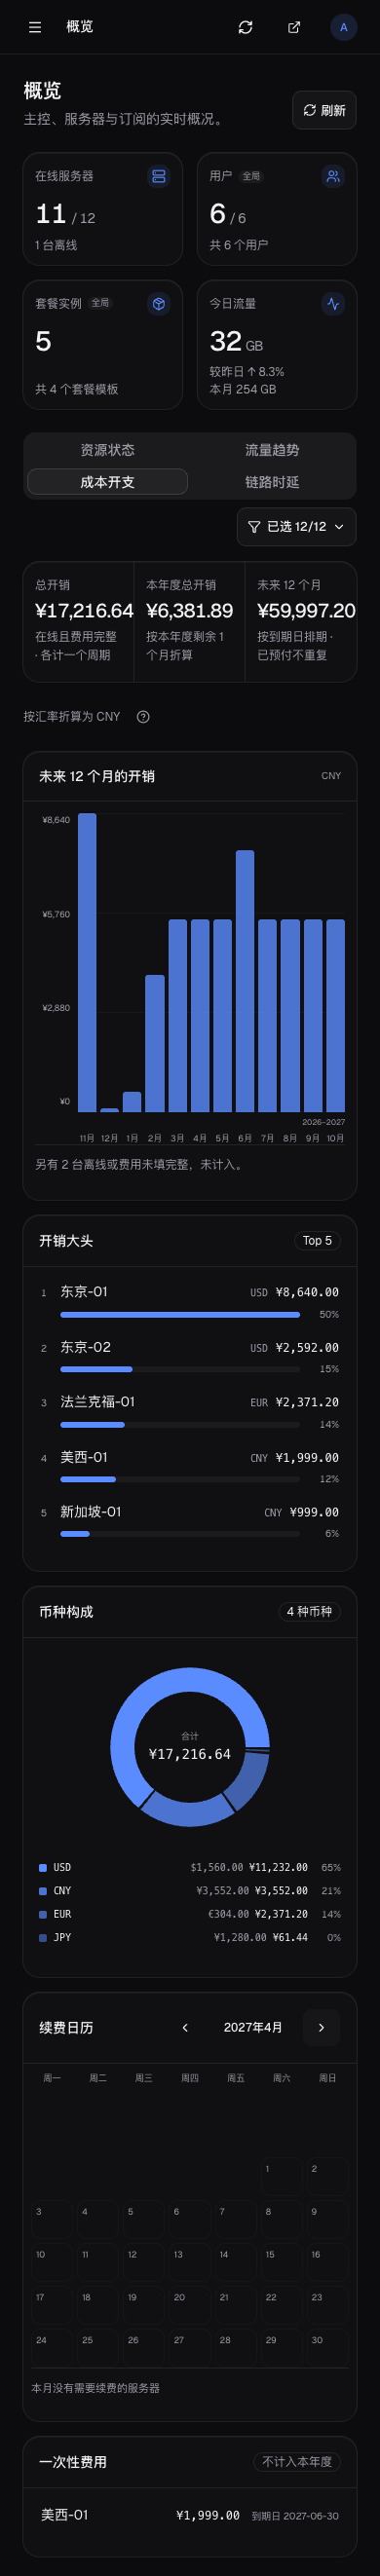 概览
A
概览
主控、服务器与订阅的实时概况。
刷新
在线服务器
11 / 12
1 台离线
用户 全局
6 / 6
共 6 个用户
套餐实例 全局
5
共 4 个套餐模板
今日流量
32 GB
较昨日 ↑ 8.3%
本月 254 GB
资源状态 流量趋势
成本开支 链路时延
已选 12/12
总开销
¥17,216.64
在线且费用完整
· 各计一个周期
本年度总开销
¥6,381.89
按本年度剩余 1
个月折算
未来 12 个月
¥59,997.20
按到期日排期 ·
已预付不重复
按汇率折算为 CNY
未来 12 个月的开销 CNY
¥8,640
¥5,760
¥2,880
¥0
2026–2027
11月 12月 1月 2月 3月 4月 5月 6月 7月 8月 9月 10月
另有 2 台离线或费用未填完整，未计入。
开销大头 Top 5
1 东京-01 USD ¥8,640.00
50%
2 东京-02 USD ¥2,592.00
15%
3 法兰克福-01 EUR ¥2,371.20
14%
4 美西-01 CNY ¥1,999.00
12%
5 新加坡-01 CNY ¥999.00
6%
币种构成 4 种币种
合计
¥17,216.64
USD $1,560.00 ¥11,232.00 65%
CNY ¥3,552.00 ¥3,552.00 21%
EUR €304.00 ¥2,371.20 14%
JPY ¥1,280.00 ¥61.44 0%
续费日历 2027年4月
周一 周二 周三 周四 周五 周六 周日
1 2
3 4 5 6 7 8 9
10 11 12 13 14 15 16
17 18 19 20 21 22 23
24 25 26 27 28 29 30
本月没有需要续费的服务器
一次性费用 不计入本年度
美西-01 ¥1,999.00 到期日 2027-06-30